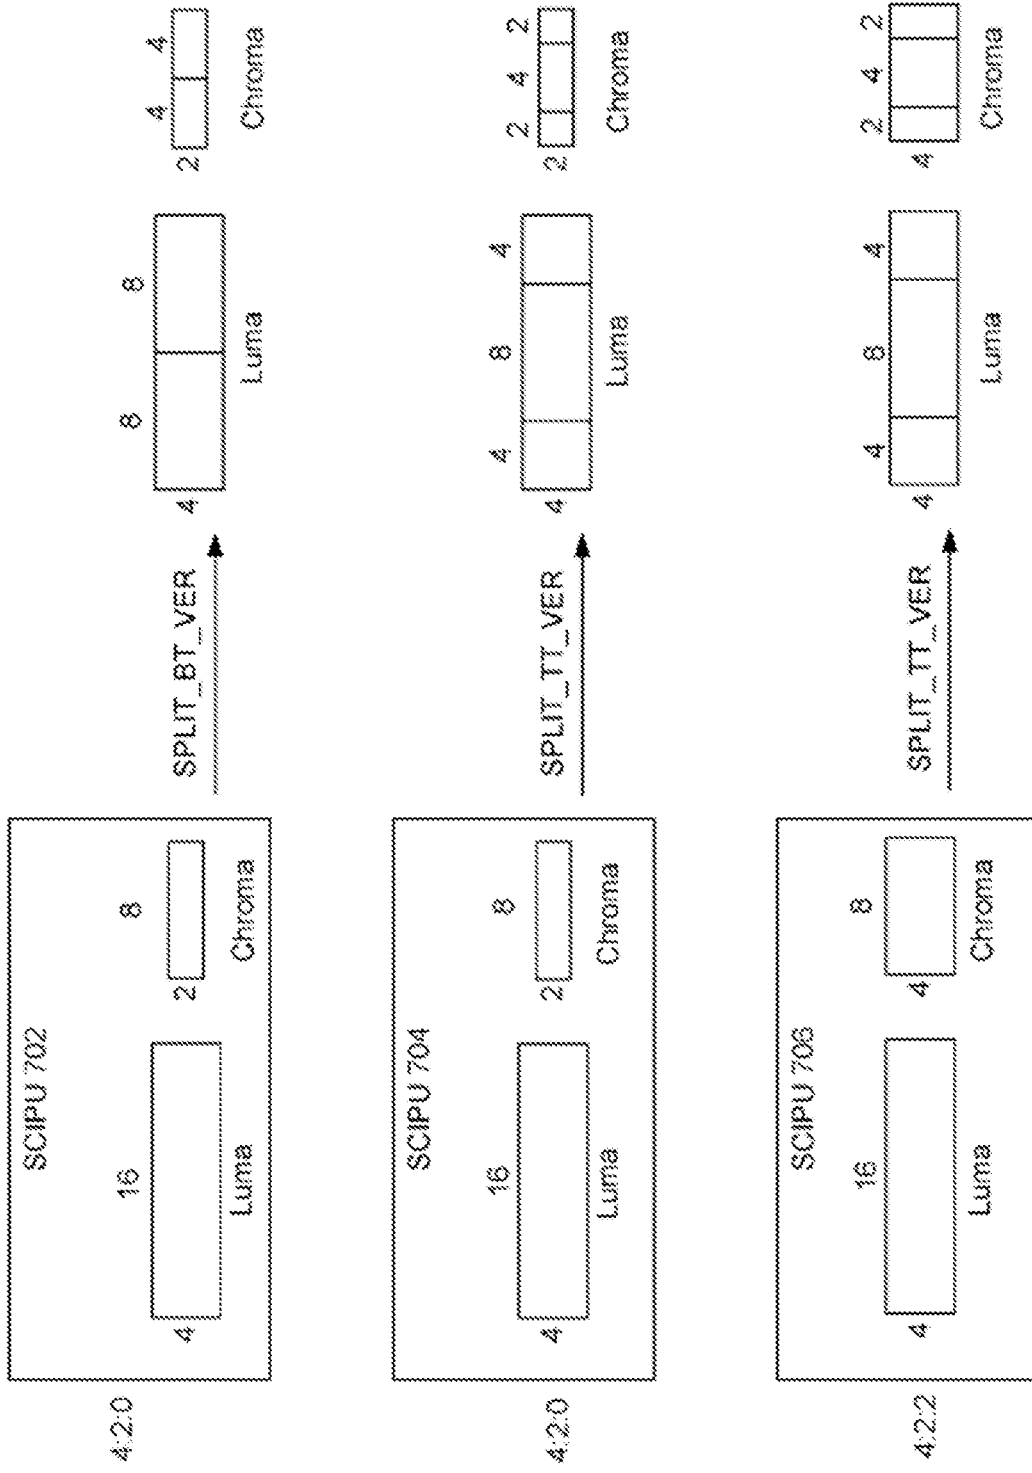 4:2:0
SCIPU 702
4
16
Luma
2
8
Chroma
SPLIT_BT_VER
4
8
8
Luma
2
4
4
Chroma
4:2:0
SCIPU 704
4
16
Luma
2
8
Chroma
SPLIT_TT_VER
4
4
8
4
Luma
2
2
4
2
Chroma
4:2:2
SCIPU 706
4
16
Luma
4
8
Chroma
SPLIT_TT_VER
4
4
8
4
Luma
4
2
4
2
Chroma